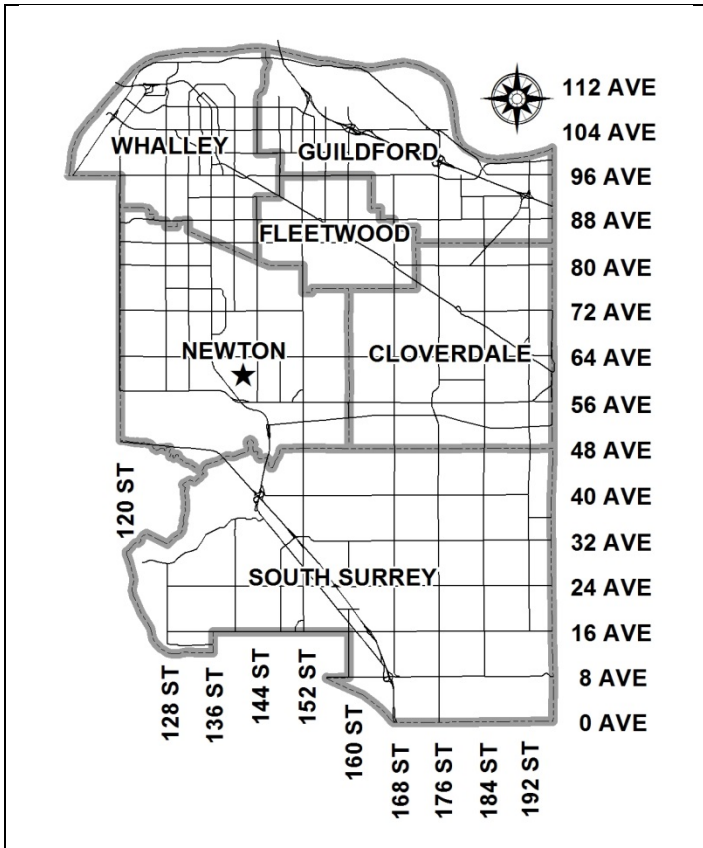 112 AVE
104 AVE
WHALLEY
GUILDFORD
96 AVE
88 AVE
FLEETWOOD
80 AVE
72 AVE
NEWTON
CLOVERDALE
64 AVE
56 AVE
48 AVE
120 ST
40 AVE
32 AVE
SOUTH SURREY
24 AVE
16 AVE
128 ST
136 ST
144 ST
152 ST
8 AVE
160 ST
0 AVE
168 ST
176 ST
184 ST
192 ST